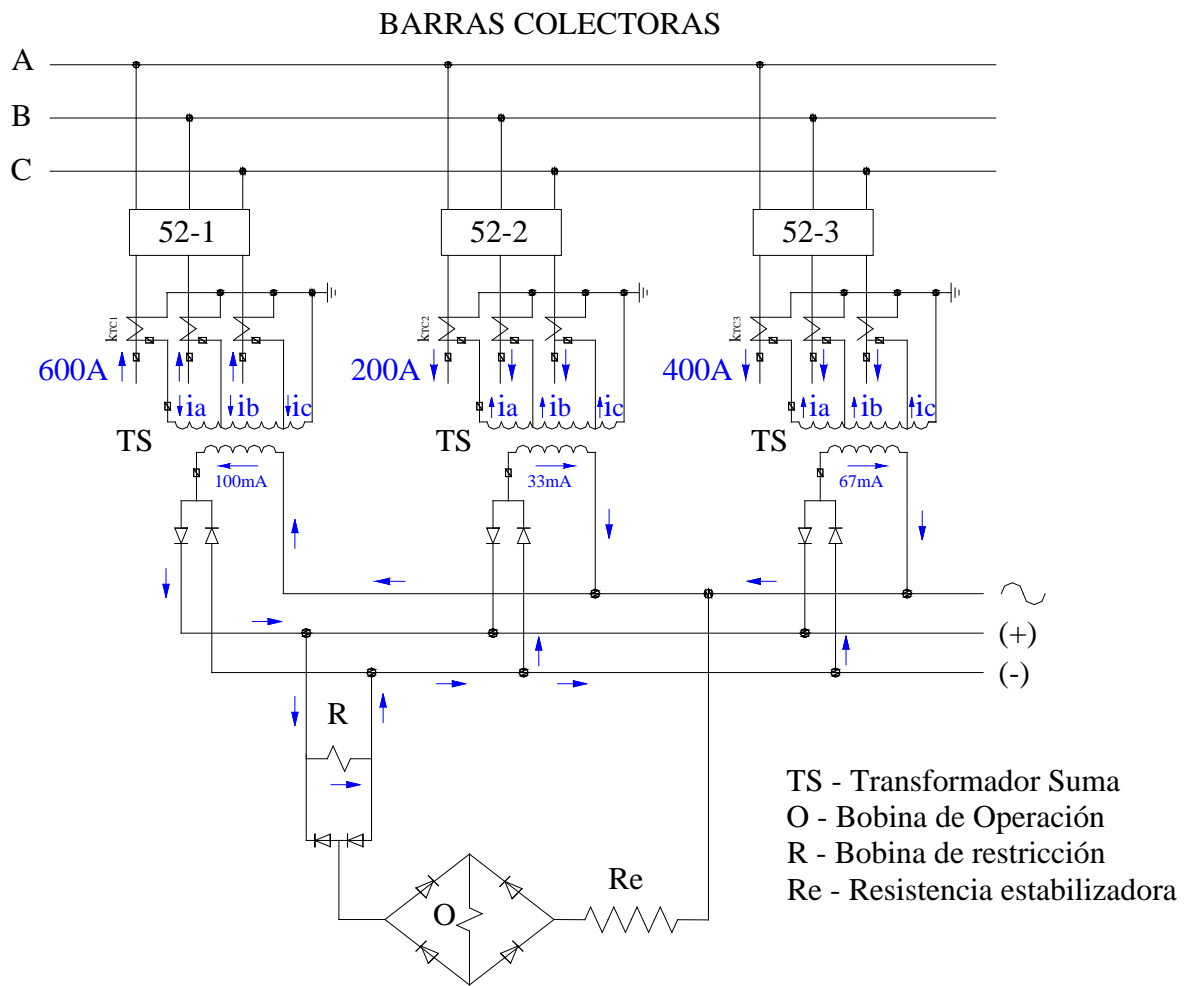 BARRAS COLECTORAS
A
B
C
52-1
52-2
52-3
kTC1
kTC2
kTC3
600A
200A
400A
ia
ib
ic
ia
ib
ic
ia
ib
ic
TS
TS
TS
100mA
33mA
67mA
(+)
(-)
R
Re
O
TS - Transformador Suma
O - Bobina de Operación
R - Bobina de restricción
Re - Resistencia estabilizadora